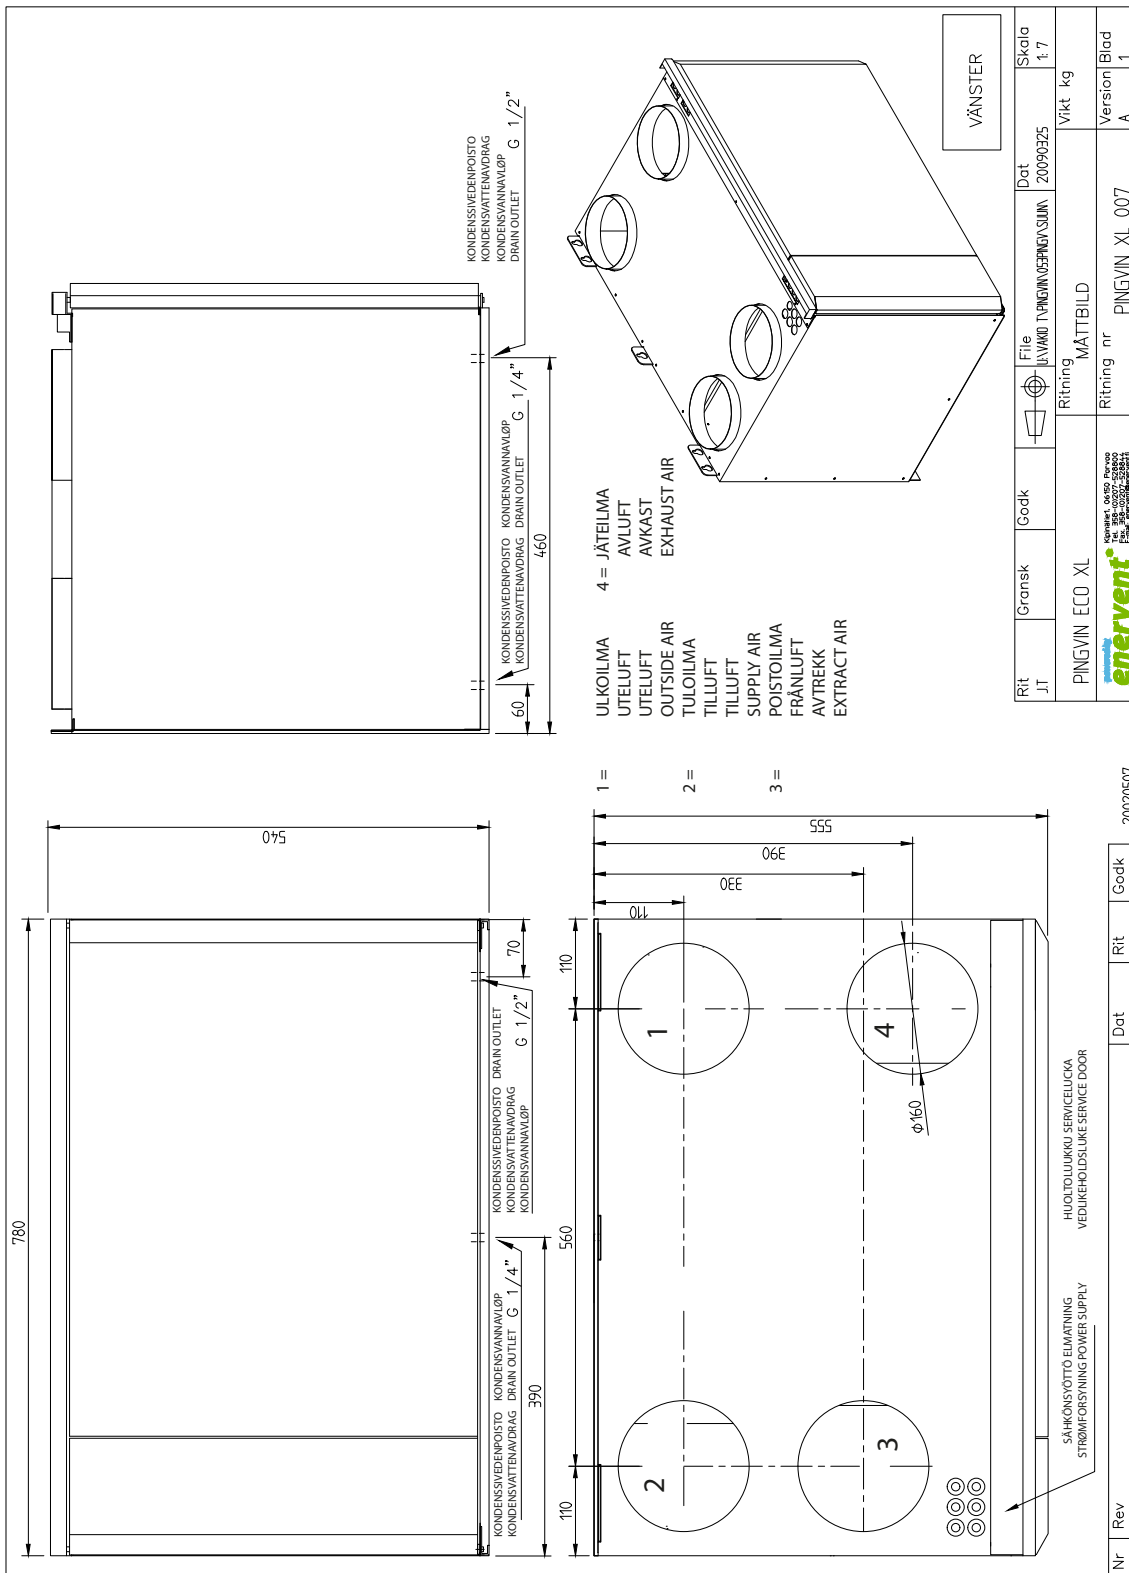 780
540
KONDENSSIVEDENPOISTO KONDENSVANNAVLØP
KONDENSVATTENAVDRAG DRAIN OUTLET G 1/4”
390
KONDENSSIVEDENPOISTO DRAIN OUTLET
KONDENSVATTENAVDRAG
KONDENSVANNAVLØP
G 1/2”
70
KONDENSSIVEDENPOISTO KONDENSVANNAVLØP
KONDENSVATTENAVDRAG DRAIN OUTLET G 1/4”
60
460
KONDENSSIVEDENPOISTO
KONDENSVATTENAVDRAG
KONDENSVANNAVLØP
DRAIN OUTLET G 1/2”
110
560
110
110
330
390
555
2
1
3
4
ϕ160
SÄHKÖNSYÖTTÖ ELMATNING
STRØMFORSYNING POWER SUPPLY
HUOLTOLUUKKU SERVICELUCKA
VEDLIKEHOLDSLUKE SERVICE DOOR
1 = ULKOILMA
UTELUFT
UTELUFT
OUTSIDE AIR
2 = TULOILMA
TILLUFT
TILLUFT
SUPPLY AIR
3 = POISTOILMA
FRÅNLUFT
AVTREKK
EXTRACT AIR
4 = JÄTEILMA
AVLUFT
AVKAST
EXHAUST AIR
VÄNSTER
Rit
J.T
Gransk
Godk
File
Dat
20090325
Skala
1: 7
PINGVIN ECO XL
Ritning
MÅTTBILD
Vikt kg
enervent
Ritning nr
PINGVIN XL 007
Version
A
Blad
1
Nr
Rev
Dat
Rit
Godk
20020507